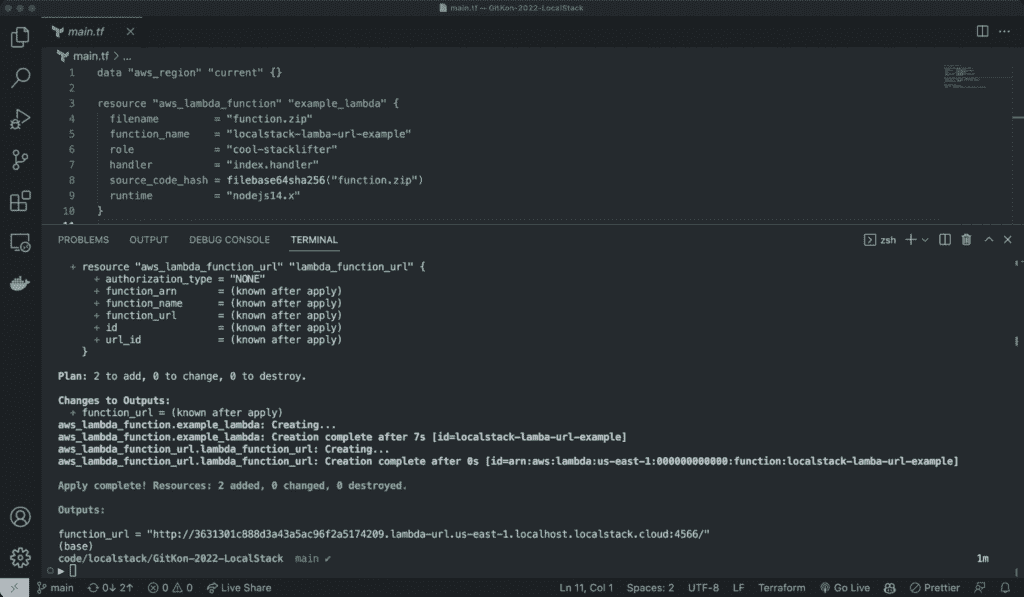 main.tf — GitKon-2022-LocalStack
main.tf
main.tf > ...
1 data "aws_region" "current" {}
2
3 resource "aws_lambda_function" "example_lambda" {
4 filename = "function.zip"
5 function_name = "localstack-lamba-url-example"
6 role = "cool-stacklifter"
7 handler = "index.handler"
8 source_code_hash = filebase64sha256("function.zip")
9 runtime = "nodejs14.x"
10 }
PROBLEMS OUTPUT DEBUG CONSOLE TERMINAL zsh
+ resource "aws_lambda_function_url" "lambda_function_url" {
+ authorization_type = "NONE"
+ function_arn = (known after apply)
+ function_name = (known after apply)
+ function_url = (known after apply)
+ id = (known after apply)
+ url_id = (known after apply)
}
Plan: 2 to add, 0 to change, 0 to destroy.
Changes to Outputs:
+ function_url = (known after apply)
aws_lambda_function.example_lambda: Creating...
aws_lambda_function.example_lambda: Creation complete after 7s [id=localstack-lamba-url-example]
aws_lambda_function_url.lambda_function_url: Creating...
aws_lambda_function_url.lambda_function_url: Creation complete after 0s [id=arn:aws:lambda:us-east-1:000000000000:function:localstack-lamba-url-example]
Apply complete! Resources: 2 added, 0 changed, 0 destroyed.
Outputs:
function_url = "http://3631301c888d3a43a5ac96f2a5174209.lambda-url.us-east-1.localhost.localstack.cloud:4566/"
(base)
code/localstack/GitKon-2022-LocalStack main ✓ 1m
main 0↓ 2↑ 0 0 Live Share Ln 11, Col 1 Spaces: 2 UTF-8 LF Terraform Go Live Prettier